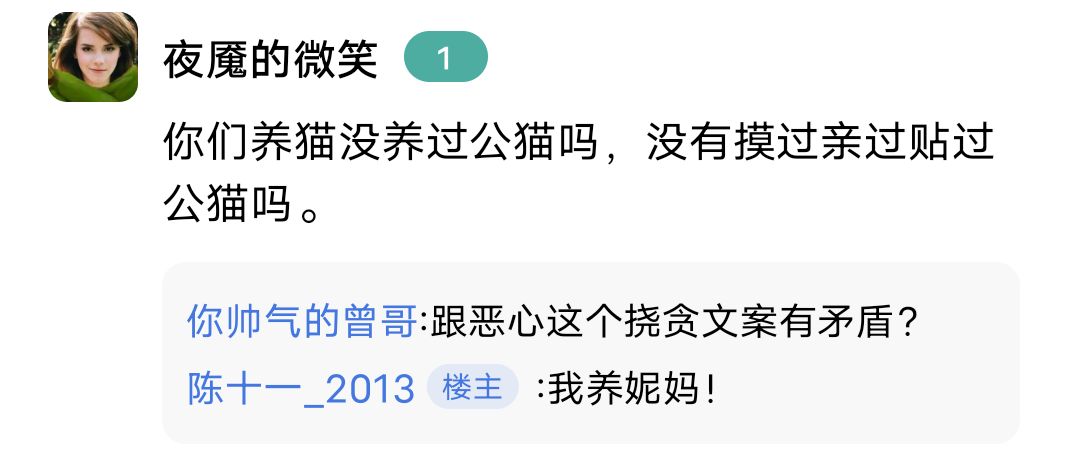 夜魇的微笑 1
你们养猫没养过公猫吗，没有摸过亲过贴过
公猫吗。
你帅气的曾哥:跟恶心这个挠贪文案有矛盾?
陈十一_2013 楼主 :我养妮妈!